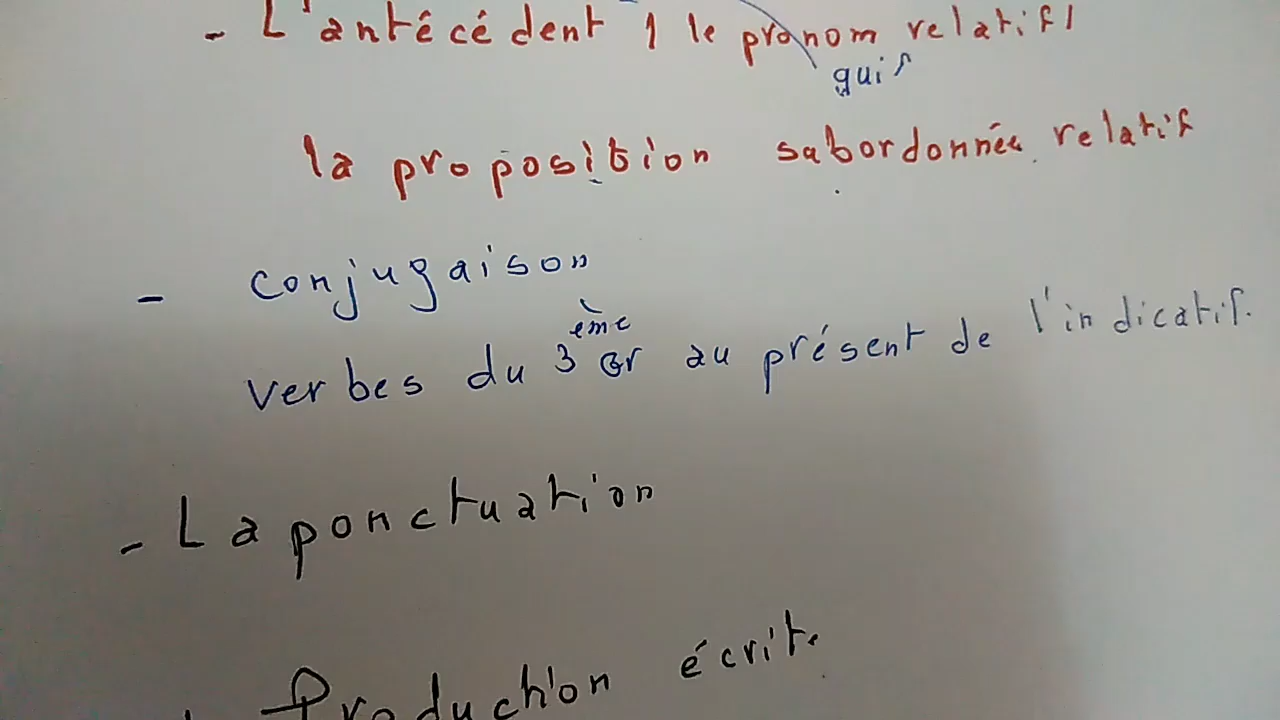 - L'antécédent / le pronom relatif /
qui
la proposition sabordonnée relatif
- conjugaison
verbes du 3ème Gr au présent de l'indicatif.
- La ponctuation
- Production écrite